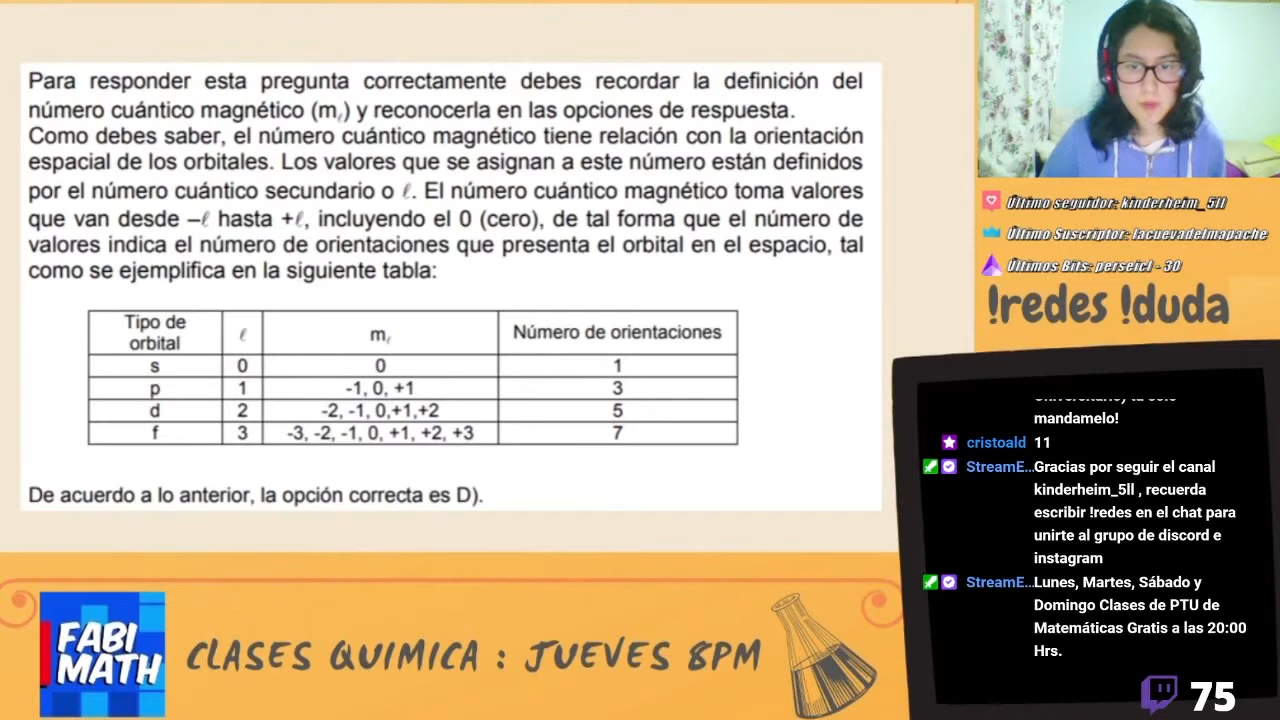 Para responder esta pregunta correctamente debes recordar la definición del
número cuántico magnético (mℓ) y reconocerla en las opciones de respuesta.
Como debes saber, el número cuántico magnético tiene relación con la orientación
espacial de los orbitales. Los valores que se asignan a este número están definidos
por el número cuántico secundario o ℓ. El número cuántico magnético toma valores
que van desde –ℓ hasta +ℓ, incluyendo el 0 (cero), de tal forma que el número de
valores indica el número de orientaciones que presenta el orbital en el espacio, tal
como se ejemplifica en la siguiente tabla:
Tipo de
orbital ℓ mℓ Número de orientaciones
s 0 0 1
p 1 -1, 0, +1 3
d 2 -2, -1, 0,+1,+2 5
f 3 -3, -2, -1, 0, +1, +2, +3 7
De acuerdo a lo anterior, la opción correcta es D).
FABI
MATH
CLASES QUIMICA : JUEVES 8PM
Último seguidor: kinderheim_5ll
Último Suscriptor: lacuevadelmapache
Últimos Bits: perseicl - 30
!redes !duda
mandamelo!
cristoald 11
StreamE... Gracias por seguir el canal
kinderheim_5ll , recuerda
escribir !redes en el chat para
unirte al grupo de discord e
instagram
StreamE... Lunes, Martes, Sábado y
Domingo Clases de PTU de
Matemáticas Gratis a las 20:00
Hrs.
75